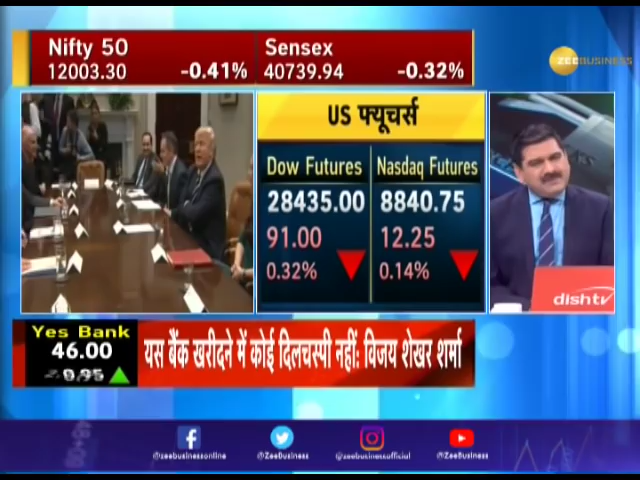 Nifty 50
12003.30 -0.41%
Sensex
40739.94 -0.32%
ZEEBUSINESS
US फ्यूचर्स
Dow Futures
28435.00
91.00
0.32%
Nasdaq Futures
8840.75
12.25
0.14%
dishtv
Yes Bank
46.00
यस बैंक खरीदने में कोई दिलचस्पी नहीं: विजय शेखर शर्मा
@zeebusinessonline
@ZeeBusiness
@zeebusinessofficial
@ZeeBusiness